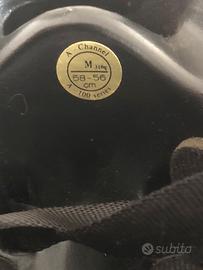 A - Channel
M
58-56
cm
A 100 series
subito